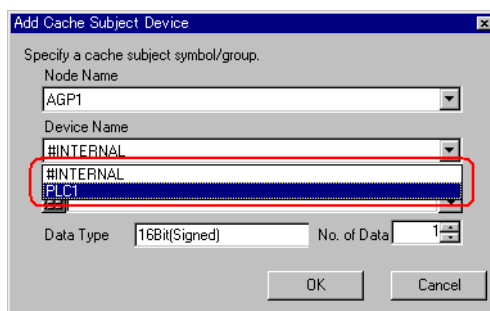 Add Cache Subject Device
Specify a cache subject symbol/group.
Node Name
AGP1
Device Name
#INTERNAL
#INTERNAL
PLC1
Data Type 16Bit(Signed) No. of Data 1
OK Cancel